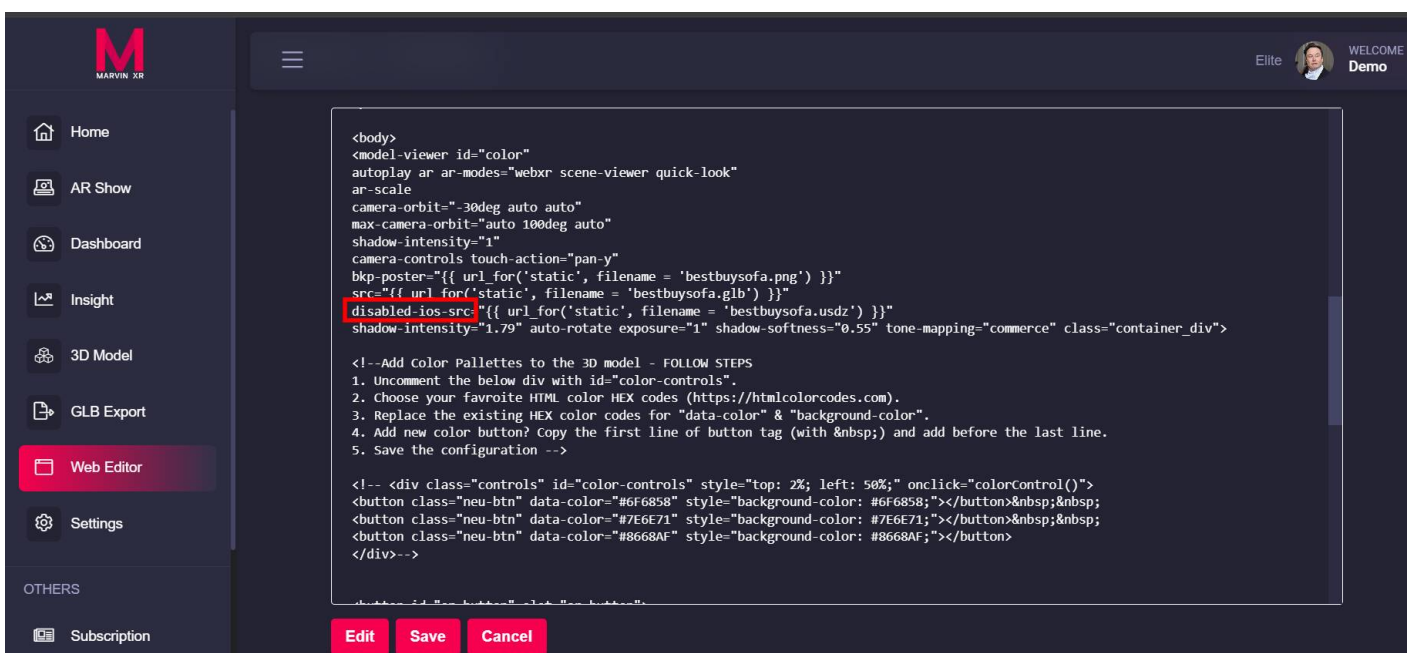 M
MARVIN XR
Elite
WELCOME
Demo
Home
AR Show
Dashboard
Insight
3D Model
GLB Export
Web Editor
Settings
OTHERS
Subscription
<body>
<model-viewer id="color"
autoplay ar ar-modes="webxr scene-viewer quick-look"
ar-scale
camera-orbit="-30deg auto auto"
max-camera-orbit="auto 100deg auto"
shadow-intensity="1"
camera-controls touch-action="pan-y"
bkp-poster="{{ url_for('static', filename = 'bestbuysofa.png') }}"
src="{{ url_for('static', filename = 'bestbuysofa.glb') }}"
disabled-ios-src="{{ url_for('static', filename = 'bestbuysofa.usdz') }}"
shadow-intensity="1.79" auto-rotate exposure="1" shadow-softness="0.55" tone-mapping="commerce" class="container_div">
<!--Add Color Pallettes to the 3D model - FOLLOW STEPS
1. Uncomment the below div with id="color-controls".
2. Choose your favroite HTML color HEX codes (https://htmlcolorcodes.com).
3. Replace the existing HEX color codes for "data-color" & "background-color".
4. Add new color button? Copy the first line of button tag (with &nbsp;) and add before the last line.
5. Save the configuration -->
<!-- <div class="controls" id="color-controls" style="top: 2%; left: 50%;" onclick="colorControl()">
<button class="neu-btn" data-color="#6F6858" style="background-color: #6F6858;"></button>&nbsp;&nbsp;
<button class="neu-btn" data-color="#7E6E71" style="background-color: #7E6E71;"></button>&nbsp;&nbsp;
<button class="neu-btn" data-color="#8668AF" style="background-color: #8668AF;"></button>
</div>-->
Edit
Save
Cancel